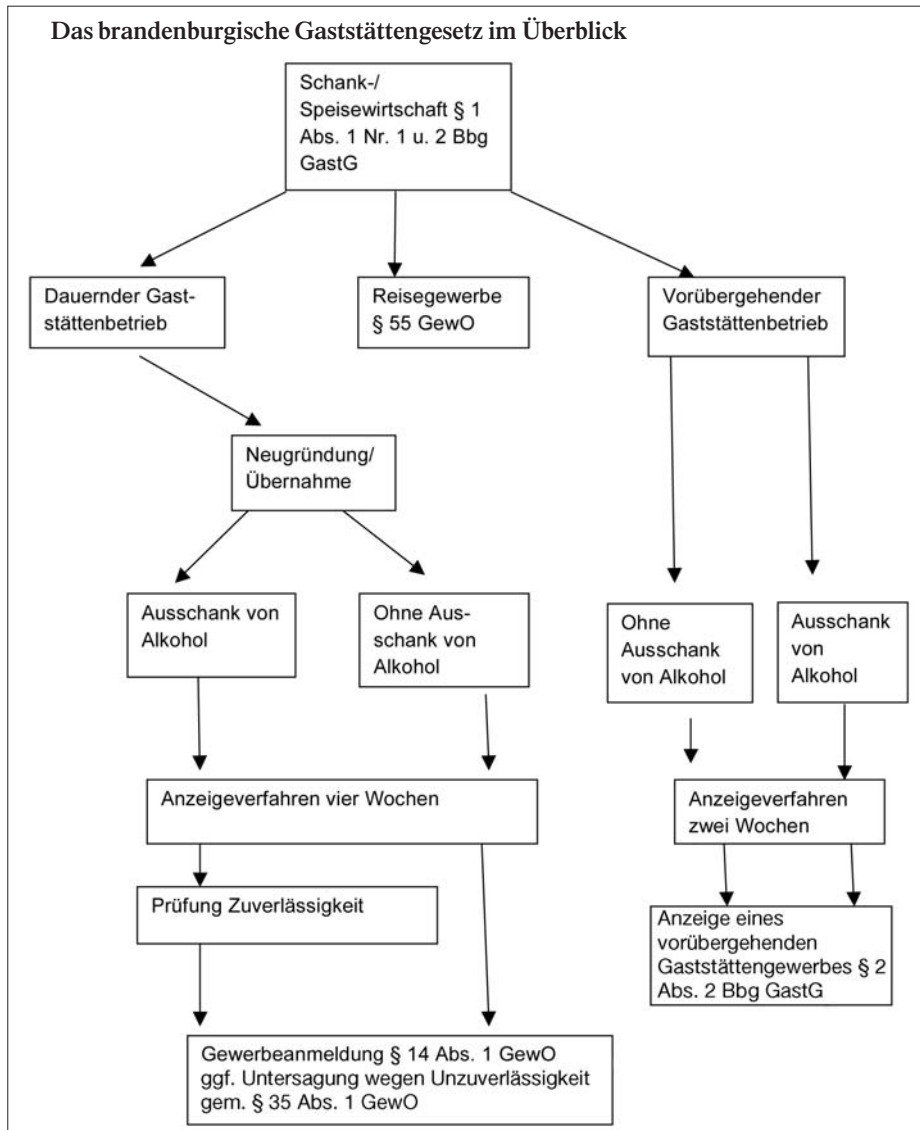 Das brandenburgische Gaststättengesetz im Überblick
Schank-/
Speisewirtschaft § 1
Abs. 1 Nr. 1 u. 2 Bbg
GastG
Dauernder Gast-
stättenbetrieb
Reisegewerbe
§ 55 GewO
Vorübergehender
Gaststättenbetrieb
Neugründung/
Übernahme
Ausschank von
Alkohol
Ohne Aus-
schank von
Alkohol
Ohne
Ausschank
von Alkohol
Ausschank
von
Alkohol
Anzeigeverfahren vier Wochen
Anzeigeverfahren
zwei Wochen
Prüfung Zuverlässigkeit
Anzeige eines
vorübergehenden
Gaststättengewerbes § 2
Abs. 2 Bbg GastG
Gewerbeanmeldung § 14 Abs. 1 GewO
ggf. Untersagung wegen Unzuverlässigkeit
gem. § 35 Abs. 1 GewO